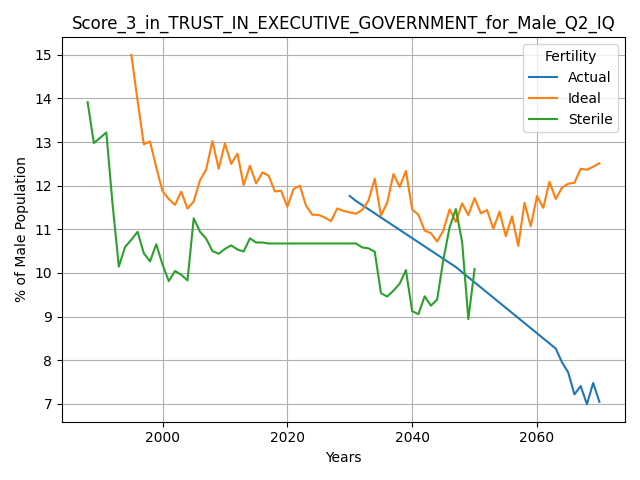 Score_3_in_TRUST_IN_EXECUTIVE_GOVERNMENT_for_Male_Q2_IQ
Fertility
Actual
Ideal
Sterile
% of Male Population
15
14
13
12
11
10
9
8
7
2000 2020 2040 2060
Years